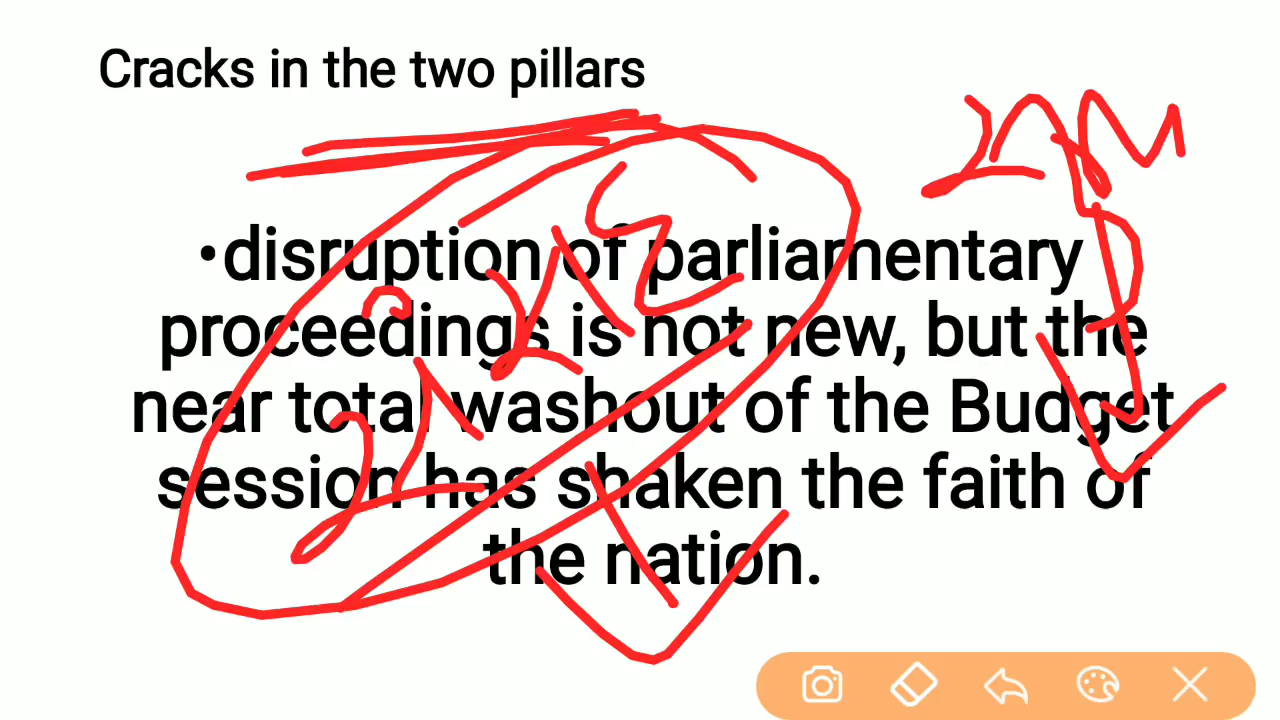 Cracks in the two pillars
•disruption of parliamentary
proceedings is not new, but the
near total washout of the Budget
session has shaken the faith of
the nation.